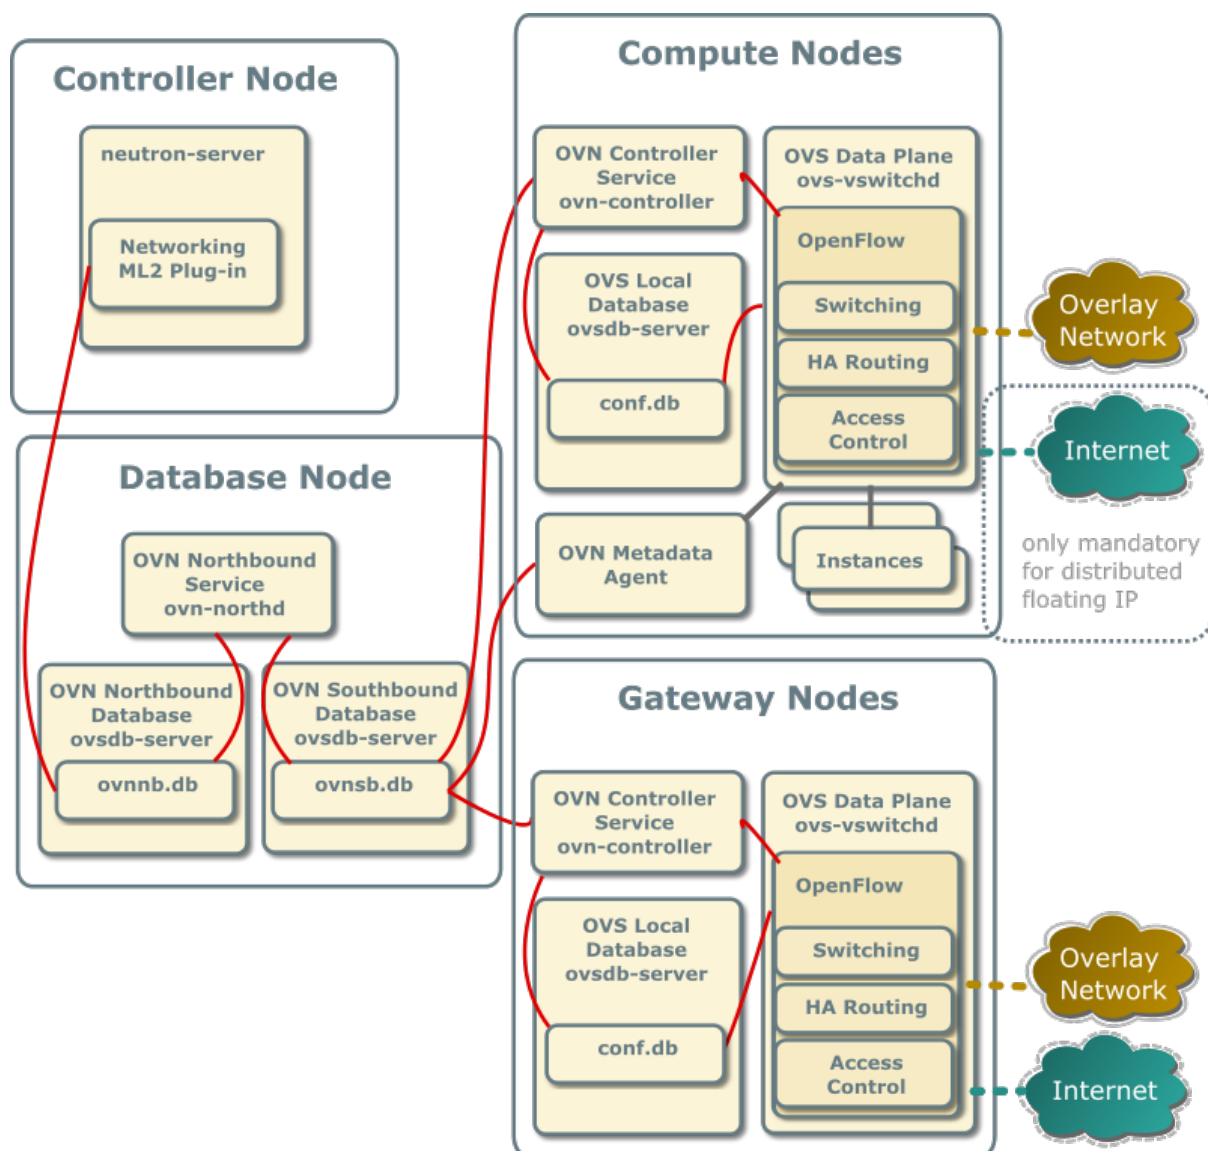 Controller Node
neutron-server
Networking
ML2 Plug-in
Database Node
OVN Northbound
Service
ovn-northd
OVN Northbound
Database
ovsdb-server
ovnnb.db
OVN Southbound
Database
ovsdb-server
ovnsb.db
Compute Nodes
OVN Controller
Service
ovn-controller
OVS Local
Database
ovsdb-server
conf.db
OVN Metadata
Agent
OVS Data Plane
ovs-vswitchd
OpenFlow
Switching
HA Routing
Access
Control
Instances
Overlay
Network
Internet
only mandatory
for distributed
floating IP
Gateway Nodes
OVN Controller
Service
ovn-controller
OVS Local
Database
ovsdb-server
conf.db
OVS Data Plane
ovs-vswitchd
OpenFlow
Switching
HA Routing
Access
Control
Overlay
Network
Internet